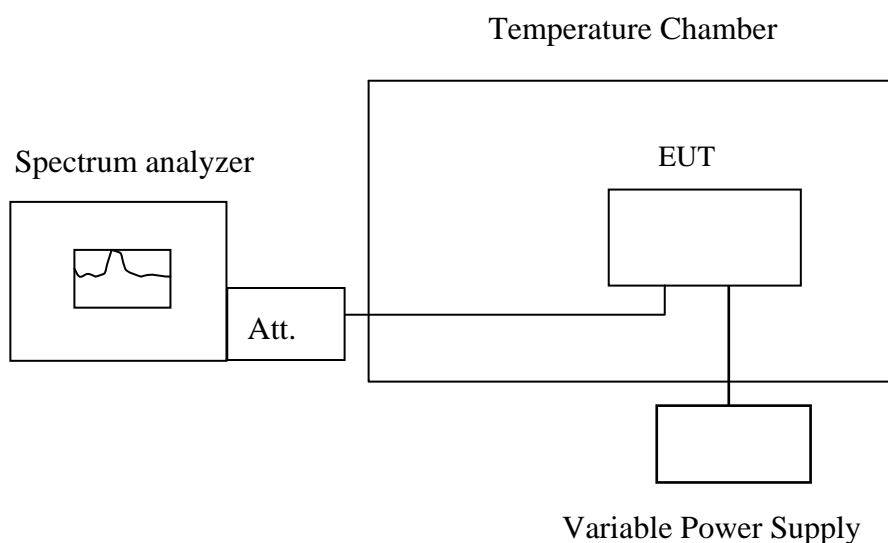 Temperature Chamber
Spectrum analyzer
EUT
Att.
Variable Power Supply